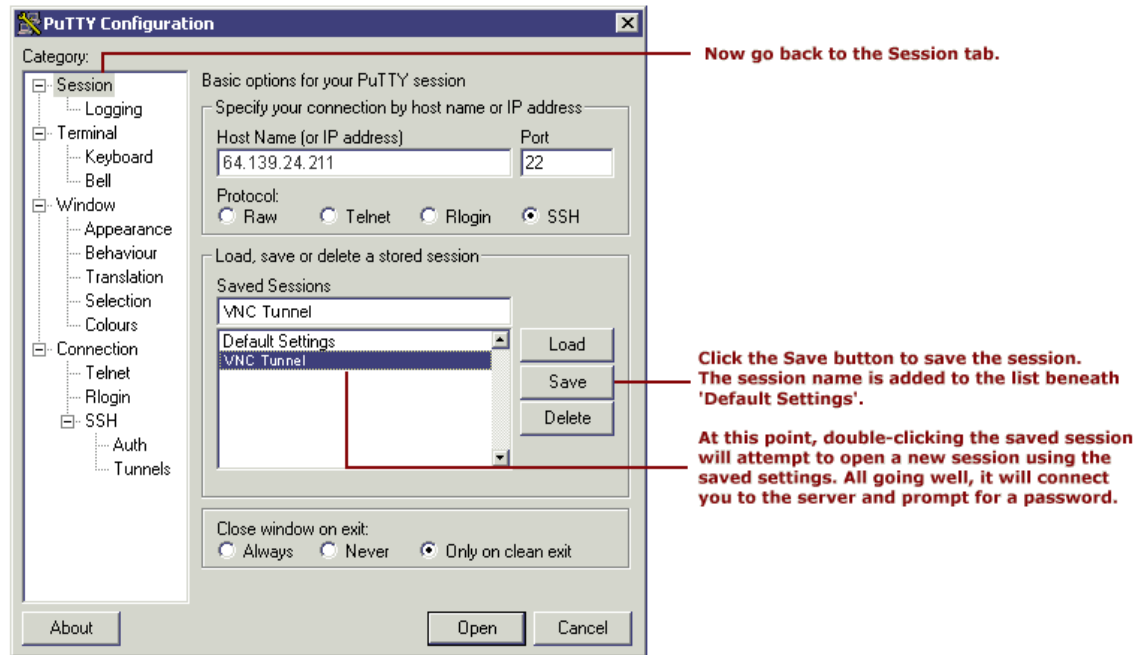 PuTTY Configuration
Now go back to the Session tab.
Category:
Session
Logging
Terminal
Keyboard
Bell
Window
Appearance
Behaviour
Translation
Selection
Colours
Connection
Telnet
Rlogin
SSH
Auth
Tunnels
Basic options for your PuTTY session
Specify your connection by host name or IP address
Host Name (or IP address) Port
64.139.24.211 22
Protocol:
Raw Telnet Rlogin SSH
Load, save or delete a stored session
Saved Sessions
VNC Tunnel
Default Settings
VNC Tunnel
Load
Save
Delete
Click the Save button to save the session.
The session name is added to the list beneath
'Default Settings'.
At this point, double-clicking the saved session
will attempt to open a new session using the
saved settings. All going well, it will connect
you to the server and prompt for a password.
Close window on exit:
Always Never Only on clean exit
About Open Cancel